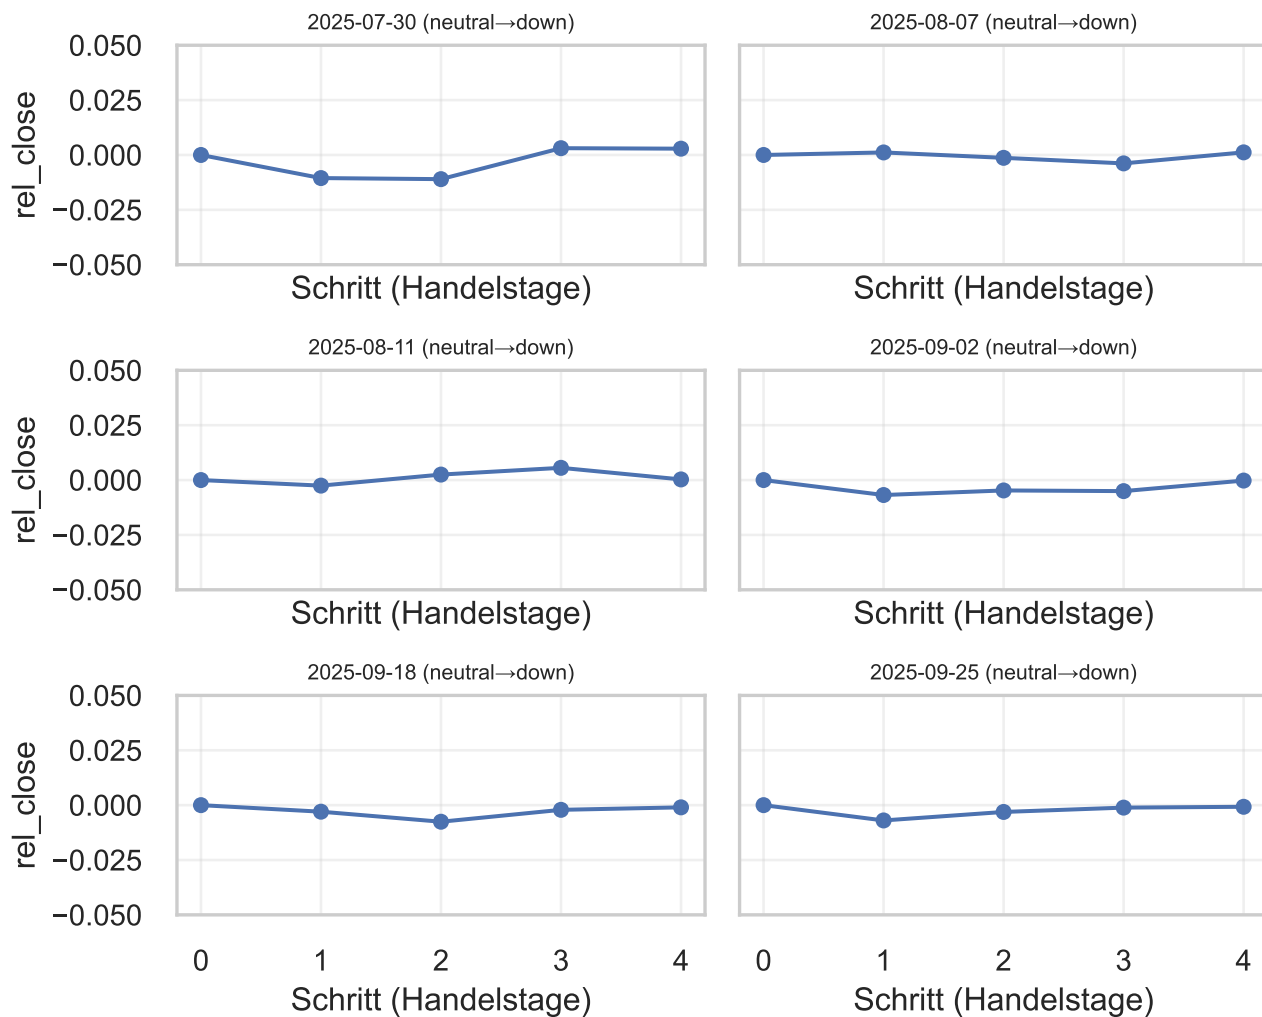 2025-07-30 (neutral→down)
2025-08-07 (neutral→down)
0.050
0.025
0.000
−0.025
−0.050
rel_close
Schritt (Handelstage)
Schritt (Handelstage)
2025-08-11 (neutral→down)
2025-09-02 (neutral→down)
0.050
0.025
0.000
−0.025
−0.050
rel_close
Schritt (Handelstage)
Schritt (Handelstage)
2025-09-18 (neutral→down)
2025-09-25 (neutral→down)
0.050
0.025
0.000
−0.025
−0.050
rel_close
0 1 2 3 4
0 1 2 3 4
Schritt (Handelstage)
Schritt (Handelstage)